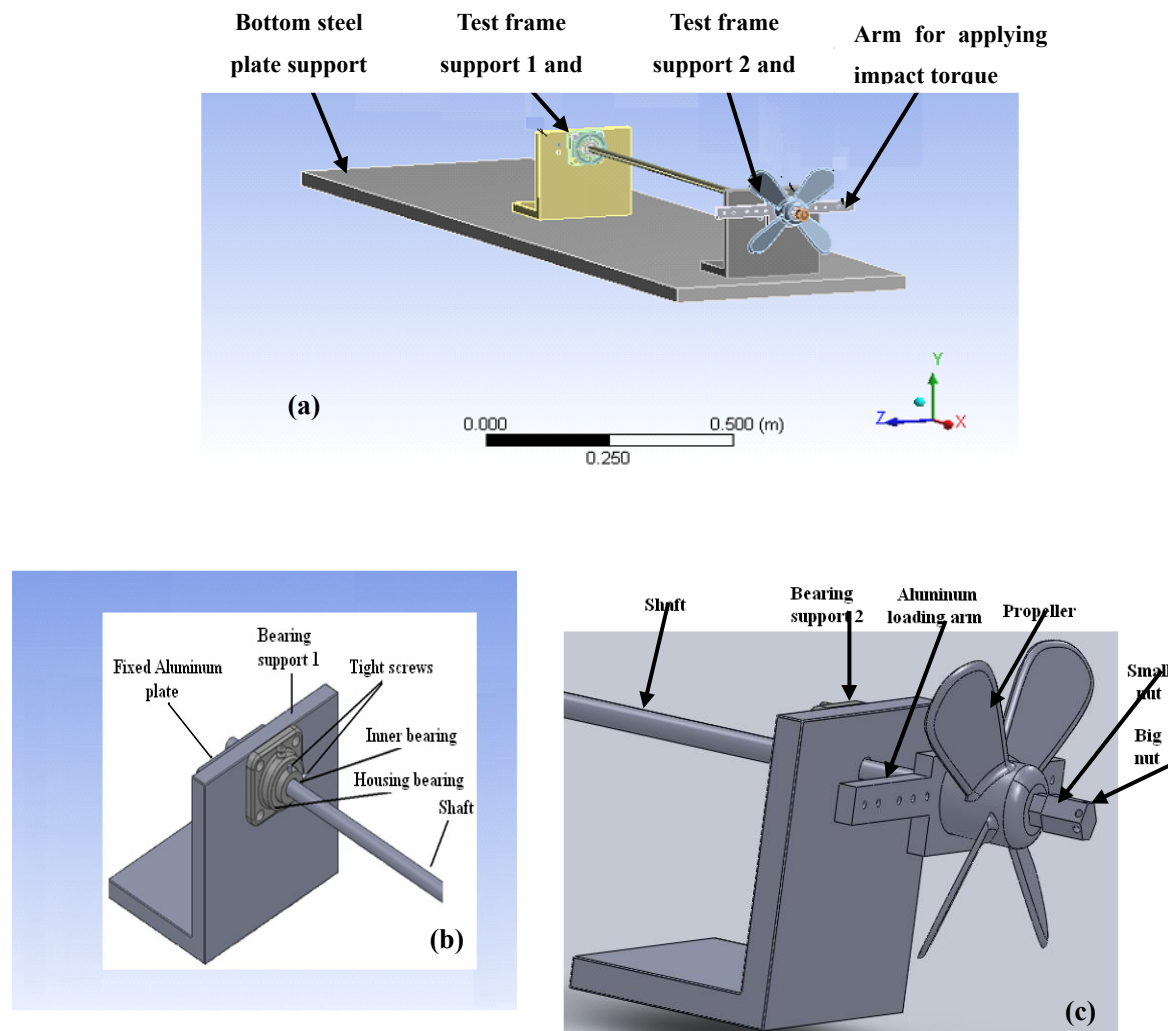 Bottom steel
plate support
Test frame
support 1 and
Test frame
support 2 and
Arm for applying
impact torque
Y
Z
X
(a)
0.000
0.500 (m)
0.250
Bearing
support 1
Fixed Aluminum
plate
Tight screws
Inner bearing
Housing bearing
Shaft
(b)
Shaft
Bearing
support 2
Aluminum
loading arm
Propeller
Small
nut
Big
nut
(c)